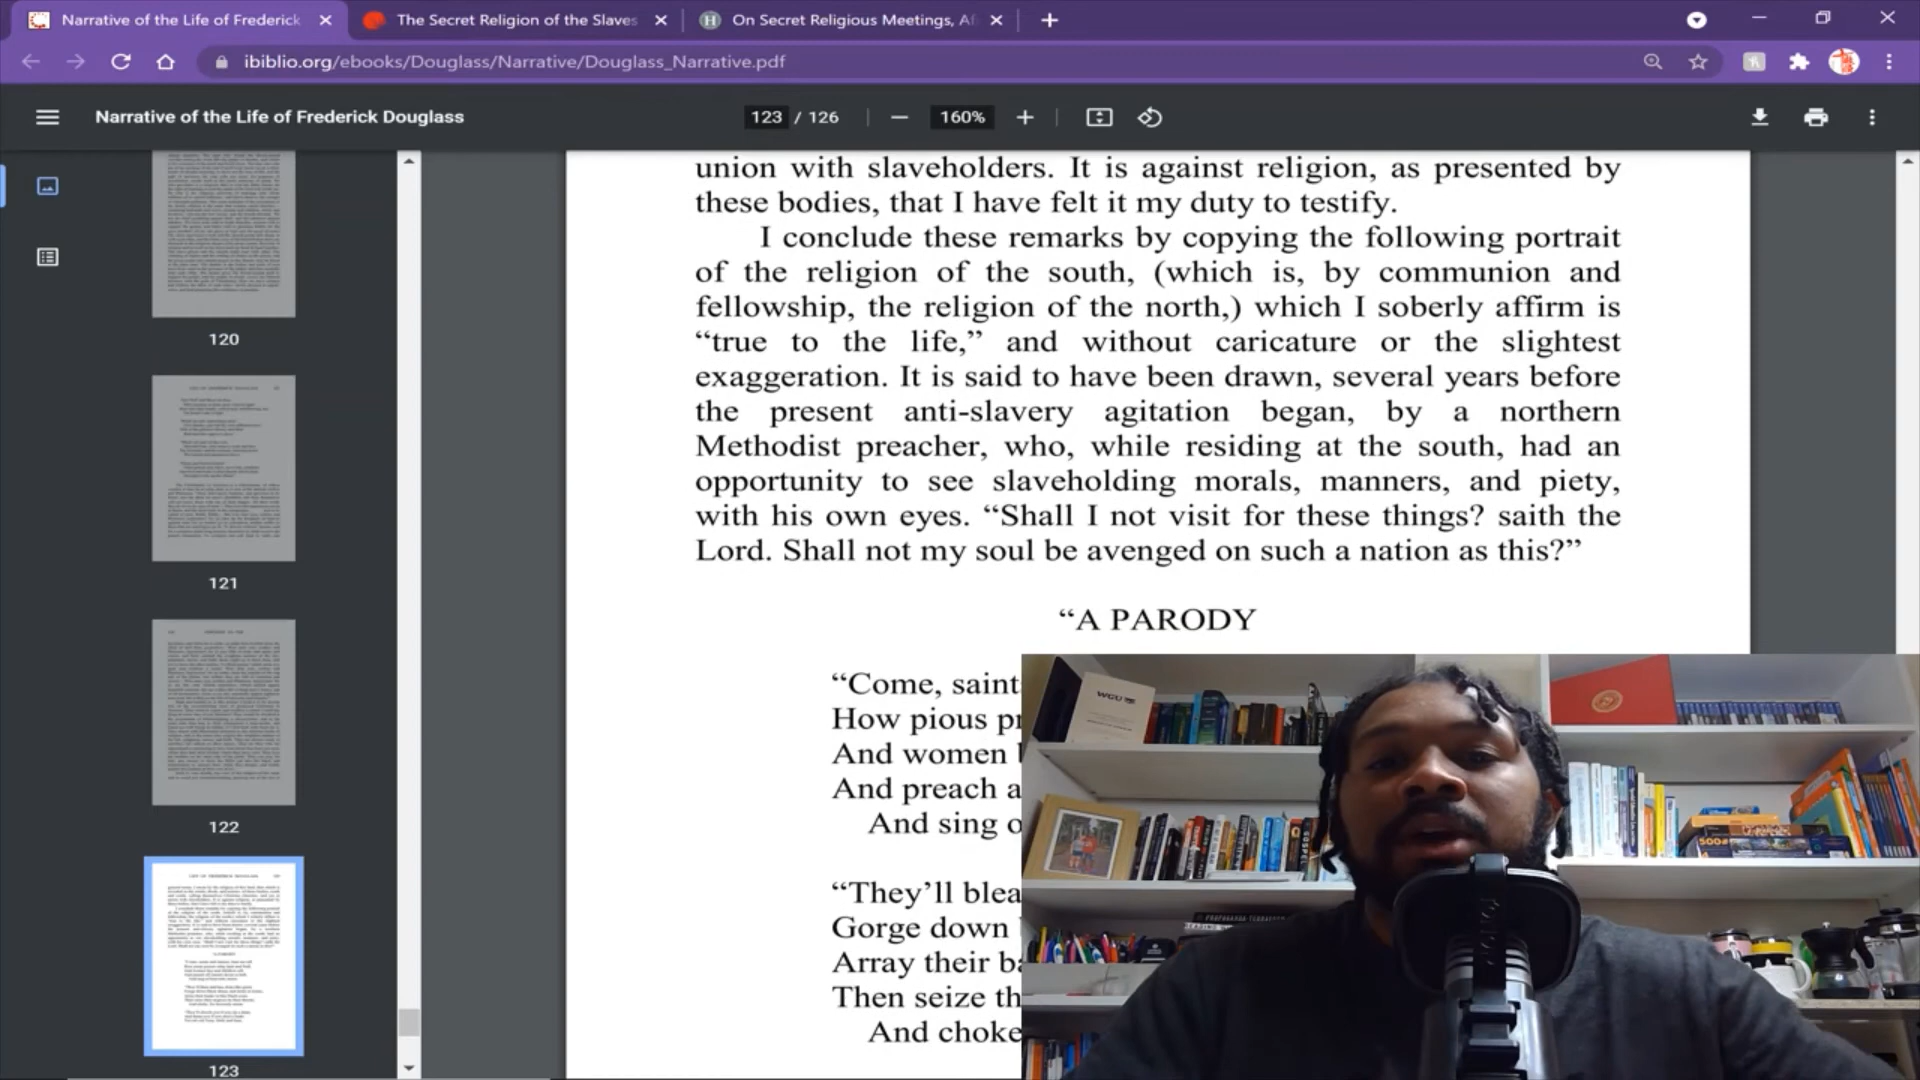 Narrative of the Life of Frederick
The Secret Religion of the Slaves
On Secret Religious Meetings, Af
ibiblio.org/ebooks/Douglass/Narrative/Douglass_Narrative.pdf
Narrative of the Life of Frederick Douglass
123 / 126
160%
120
121
122
123
union with slaveholders. It is against religion, as presented by
these bodies, that I have felt it my duty to testify.
I conclude these remarks by copying the following portrait
of the religion of the south, (which is, by communion and
fellowship, the religion of the north,) which I soberly affirm is
“true to the life,” and without caricature or the slightest
exaggeration. It is said to have been drawn, several years before
the present anti-slavery agitation began, by a northern
Methodist preacher, who, while residing at the south, had an
opportunity to see slaveholding morals, manners, and piety,
with his own eyes. “Shall I not visit for these things? saith the
Lord. Shall not my soul be avenged on such a nation as this?”
“A PARODY
“Come, saint
How pious pr
And women
And preach a
And sing o
“They’ll blea
Gorge down
Array their ba
Then seize th
And choke
WGU
GOSPEL
PROPAGANDA
500